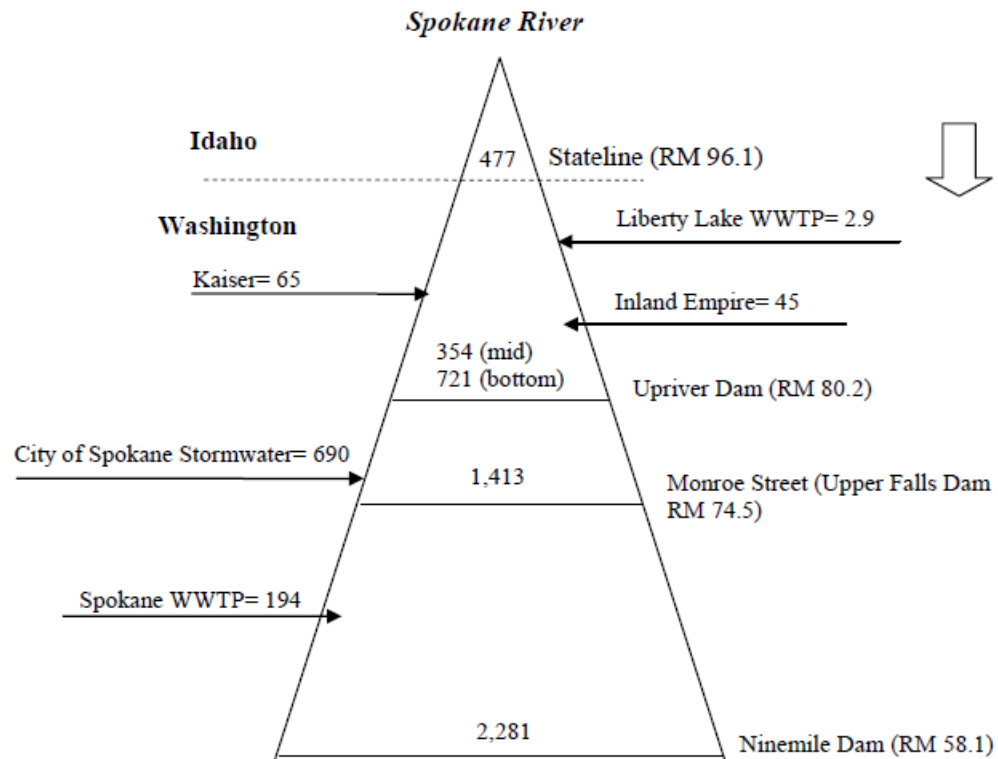 Spokane River
Idaho
477
Stateline (RM 96.1)
Washington
Liberty Lake WWTP= 2.9
Kaiser= 65
Inland Empire= 45
354 (mid)
721 (bottom)
Upriver Dam (RM 80.2)
City of Spokane Stormwater= 690
1,413
Monroe Street (Upper Falls Dam
RM 74.5)
Spokane WWTP= 194
2,281
Ninemile Dam (RM 58.1)